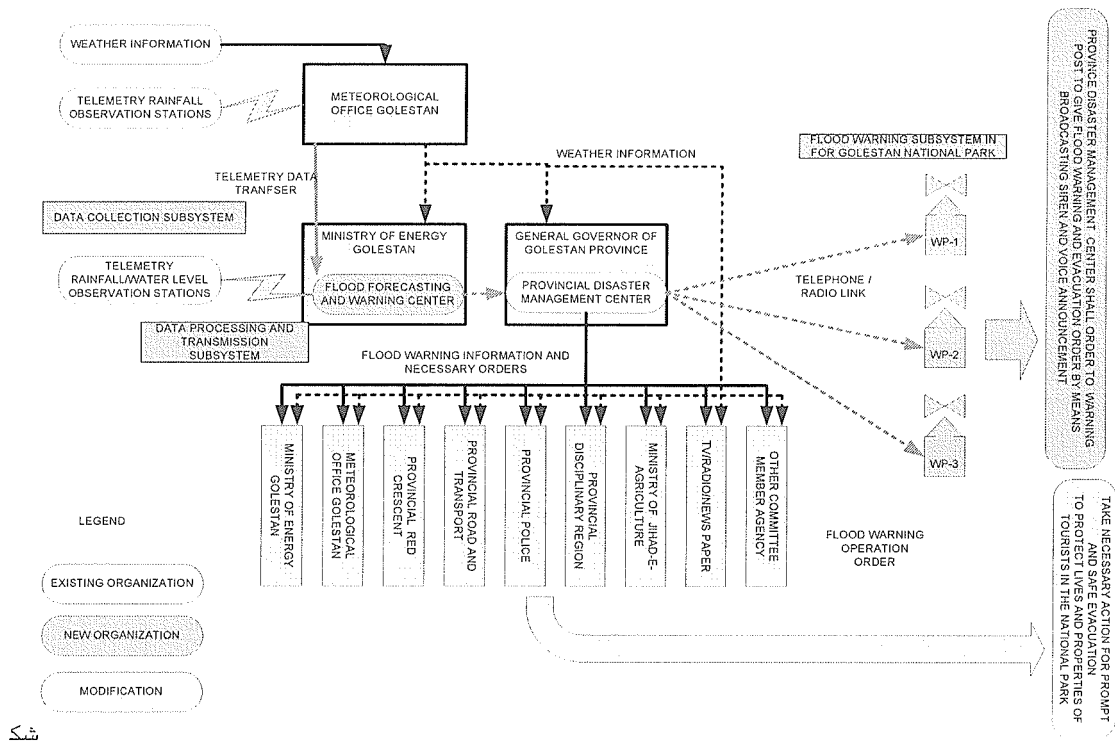 WEATHER INFORMATION
TELEMETRY RAINFALL
OBSERVATION STATIONS
METEOROLOGICAL
OFFICE GOLESTAN
TELEMETRY DATA
TRANFSER
WEATHER INFORMATION
FLOOD WARNING SUBSYSTEM IN
FOR GOLESTAN NATIONAL PARK
DATA COLLECTION SUBSYSTEM
MINISTRY OF ENERGY
GOLESTAN
GENERAL GOVERNOR OF
GOLESTAN PROVINCE
TELEMETRY
RAINFALL/WATER LEVEL
OBSERVATION STATIONS
FLOOD FORECASTING
AND WARNING CENTER
PROVINCIAL DISASTER
MANAGEMENT CENTER
TELEPHONE /
RADIO LINK
WP-1
WP-2
WP-3
DATA PROCESSING AND
TRANSMISSION
SUBSYSTEM
FLOOD WARNING INFORMATION AND
NECESSARY ORDERS
MINISTRY OF ENERGY
GOLESTAN
METEOROLOGICAL
OFFICE GOLESTAN
PROVINCIAL RED
CRESCENT
PROVINCIAL ROAD AND
TRANSPORT
PROVINCIAL POLICE
PROVINCIAL
DISCIPLINARY REGION
MINISTRY OF JIHAD-E-
AGRICULTURE
TV/RADIO/NEWS PAPER
OTHER COMMITTEE
MEMBER AGENCY
FLOOD WARNING
OPERATION
ORDER
PROVINCE DISASTER MANAGEMENT CENTER SHALL ORDER TO WARNING
POST TO GIVE FLOOD WARNING AND EVACUATION ORDER BY MEANS
BROADCASTING SIREN AND VOICE ANNOUNCEMENT
TAKE NECESSARY ACTION FOR PROMPT
AND SAFE EVACUATION
TO PROTECT LIVES AND PROPERTIES OF
TOURISTS IN THE NATIONAL PARK
LEGEND
EXISTING ORGANIZATION
NEW ORGANIZATION
MODIFICATION
شکـ